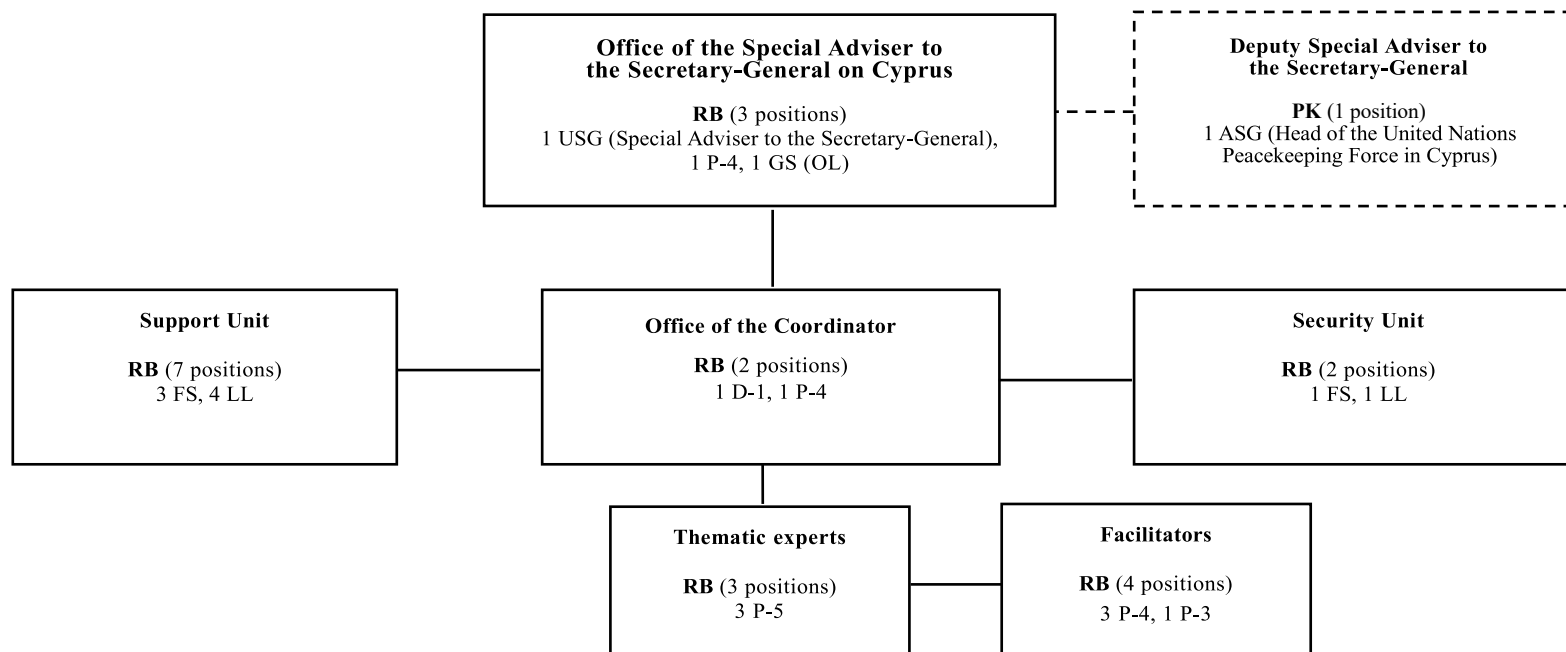 Office of the Special Adviser to
the Secretary-General on Cyprus
RB (3 positions)
1 USG (Special Adviser to the Secretary-General),
1 P-4, 1 GS (OL)
Deputy Special Adviser to
the Secretary-General
PK (1 position)
1 ASG (Head of the United Nations
Peacekeeping Force in Cyprus)
Support Unit
RB (7 positions)
3 FS, 4 LL
Office of the Coordinator
RB (2 positions)
1 D-1, 1 P-4
Security Unit
RB (2 positions)
1 FS, 1 LL
Thematic experts
RB (3 positions)
3 P-5
Facilitators
RB (4 positions)
3 P-4, 1 P-3